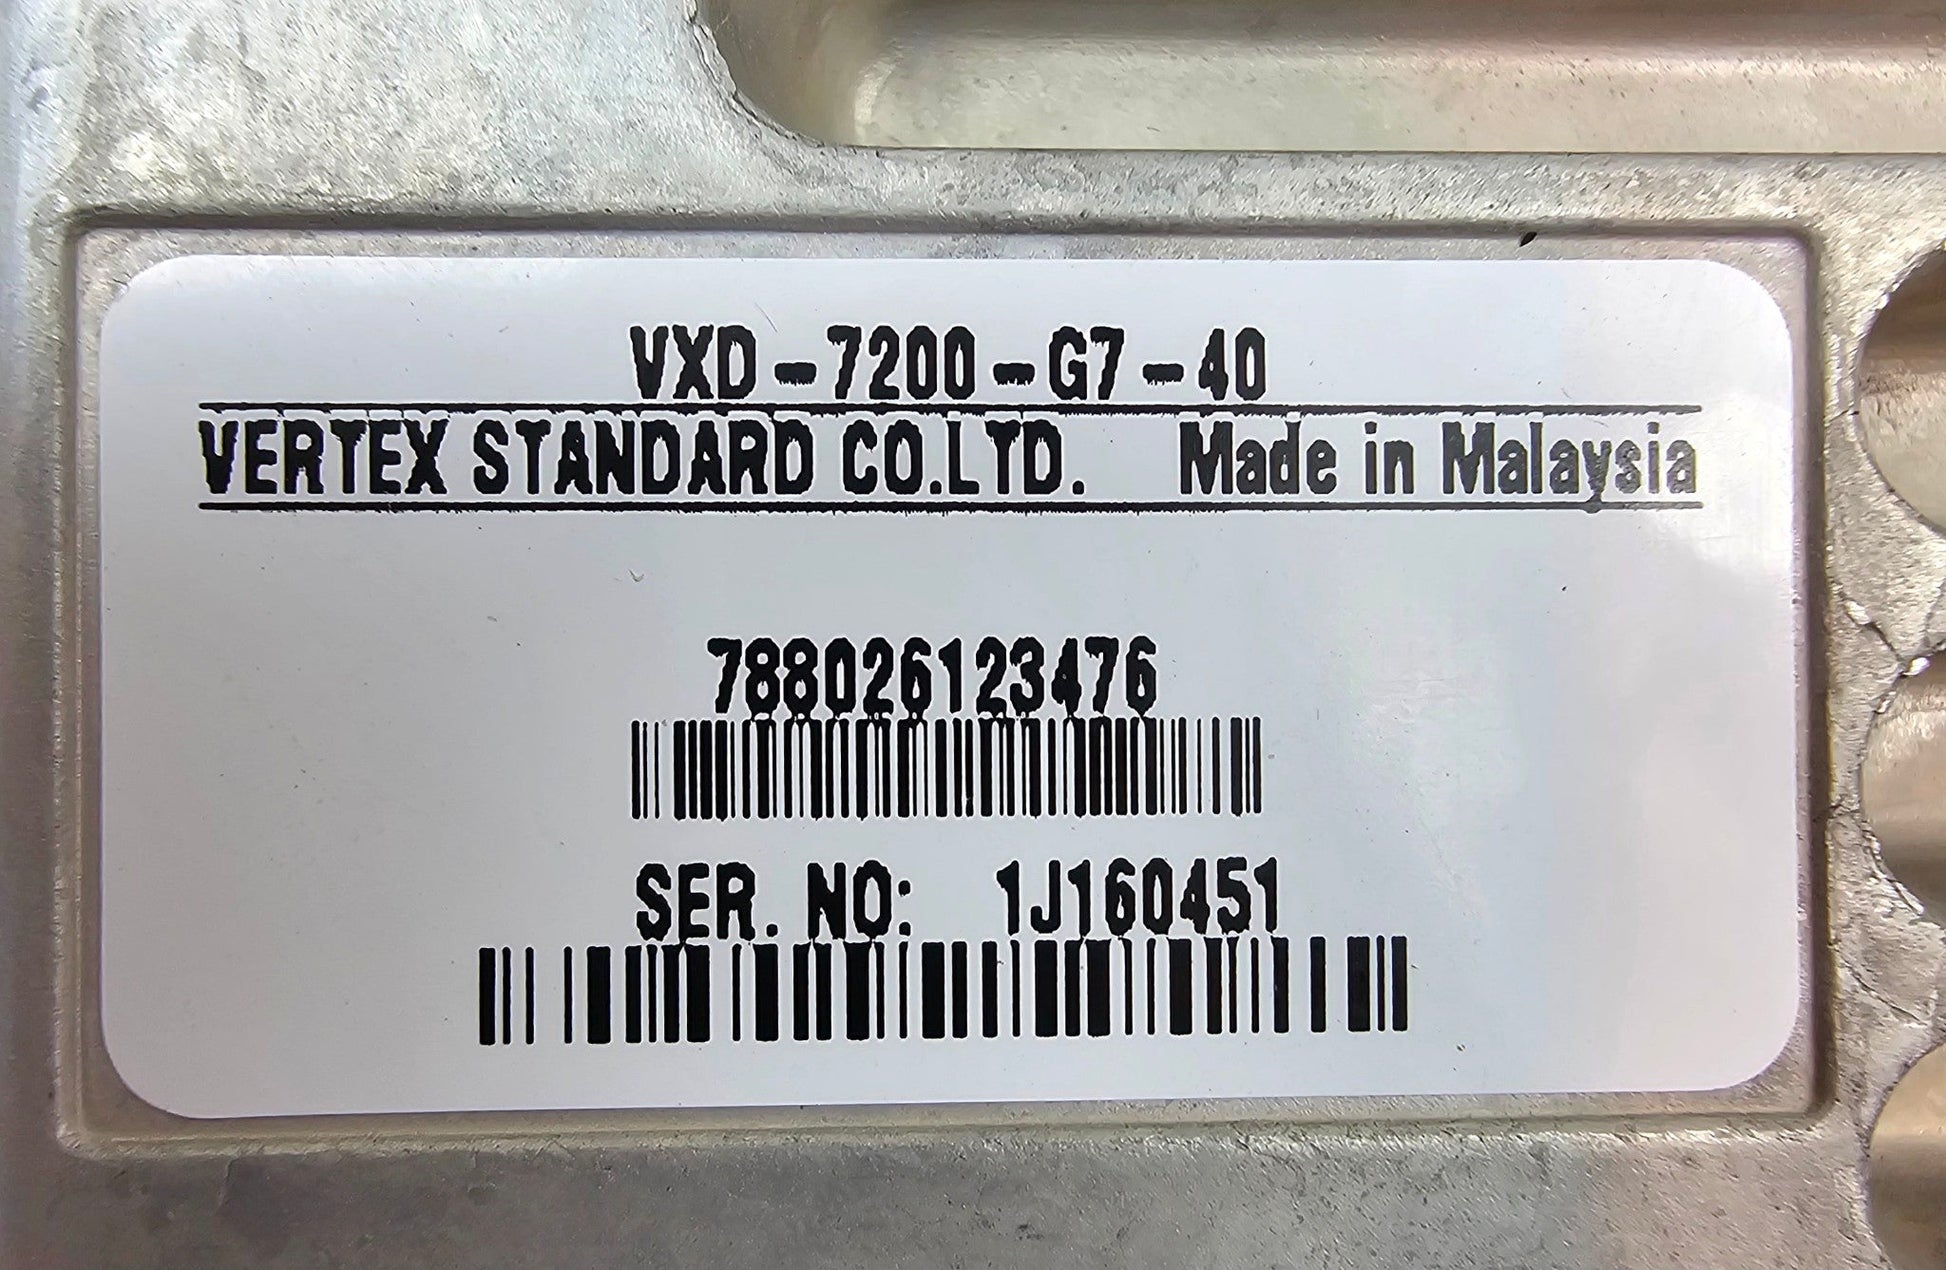 VXD-7200-G7-40
VERTEX STANDARD CO.LTD. Made in Malaysia
788026123476
SER. NO: 1J160451